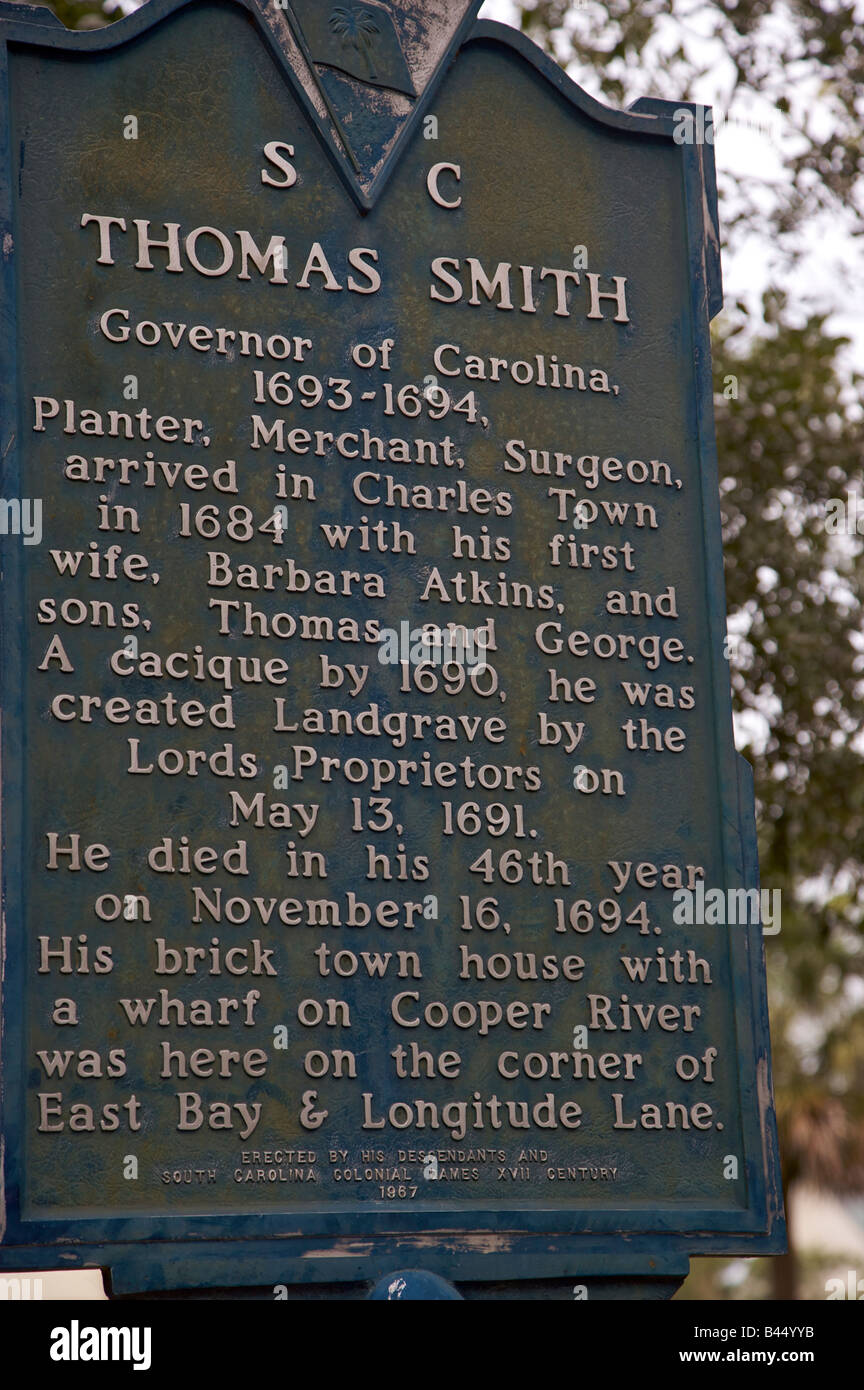 S C
THOMAS SMITH
Governor of Carolina,
1693-1694,
Planter, Merchant, Surgeon,
arrived in Charles Town
in 1684 with his first
wife, Barbara Atkins, and
sons, Thomas and George.
A cacique by 1690, he was
created Landgrave by the
Lords Proprietors on
May 13, 1691.
He died in his 46th year
on November 16, 1694.
His brick town house with
a wharf on Cooper River
was here on the corner of
East Bay & Longitude Lane.
ERECTED BY HIS DESCENDANTS AND
SOUTH CAROLINA COLONIAL DAMES XVII CENTURY
1967
alamy
alamy
Image ID: B44YYB
www.alamy.com